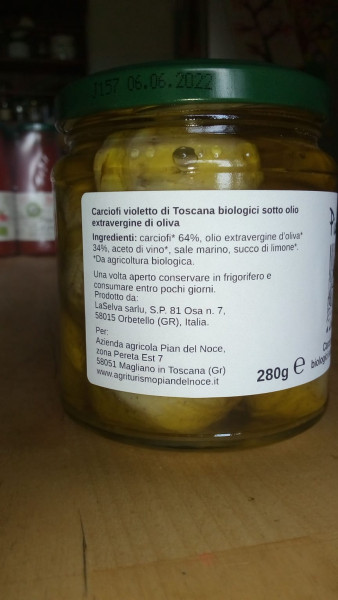 J157 06.06.2022
Carciofi violetto di Toscana biologici sotto olio
extravergine di oliva
Ingredienti: carciofi* 64%, olio extravergine d'oliva*
34%, aceto di vino*, sale marino, succo di limone*.
*Da agricoltura biologica.
Una volta aperto conservare in frigorifero e
consumare entro pochi giorni.
Prodotto da:
LaSelva sarlu, S.P. 81 Osa n. 7,
58015 Orbetello (GR), Italia.
Per:
Azienda agricola Pian del Noce,
zona Pereta Est 7
58051 Magliano in Toscana (Gr)
www.agriturismopiandelnoce.it
280g e